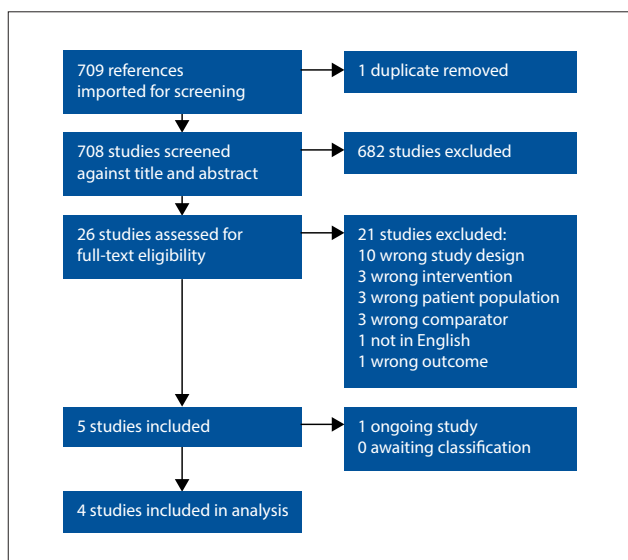 709 references
imported for screening
1 duplicate removed
708 studies screened
against title and abstract
682 studies excluded
26 studies assessed for
full-text eligibility
21 studies excluded:
10 wrong study design
3 wrong intervention
3 wrong patient population
3 wrong comparator
1 not in English
1 wrong outcome
5 studies included
1 ongoing study
0 awaiting classification
4 studies included in analysis